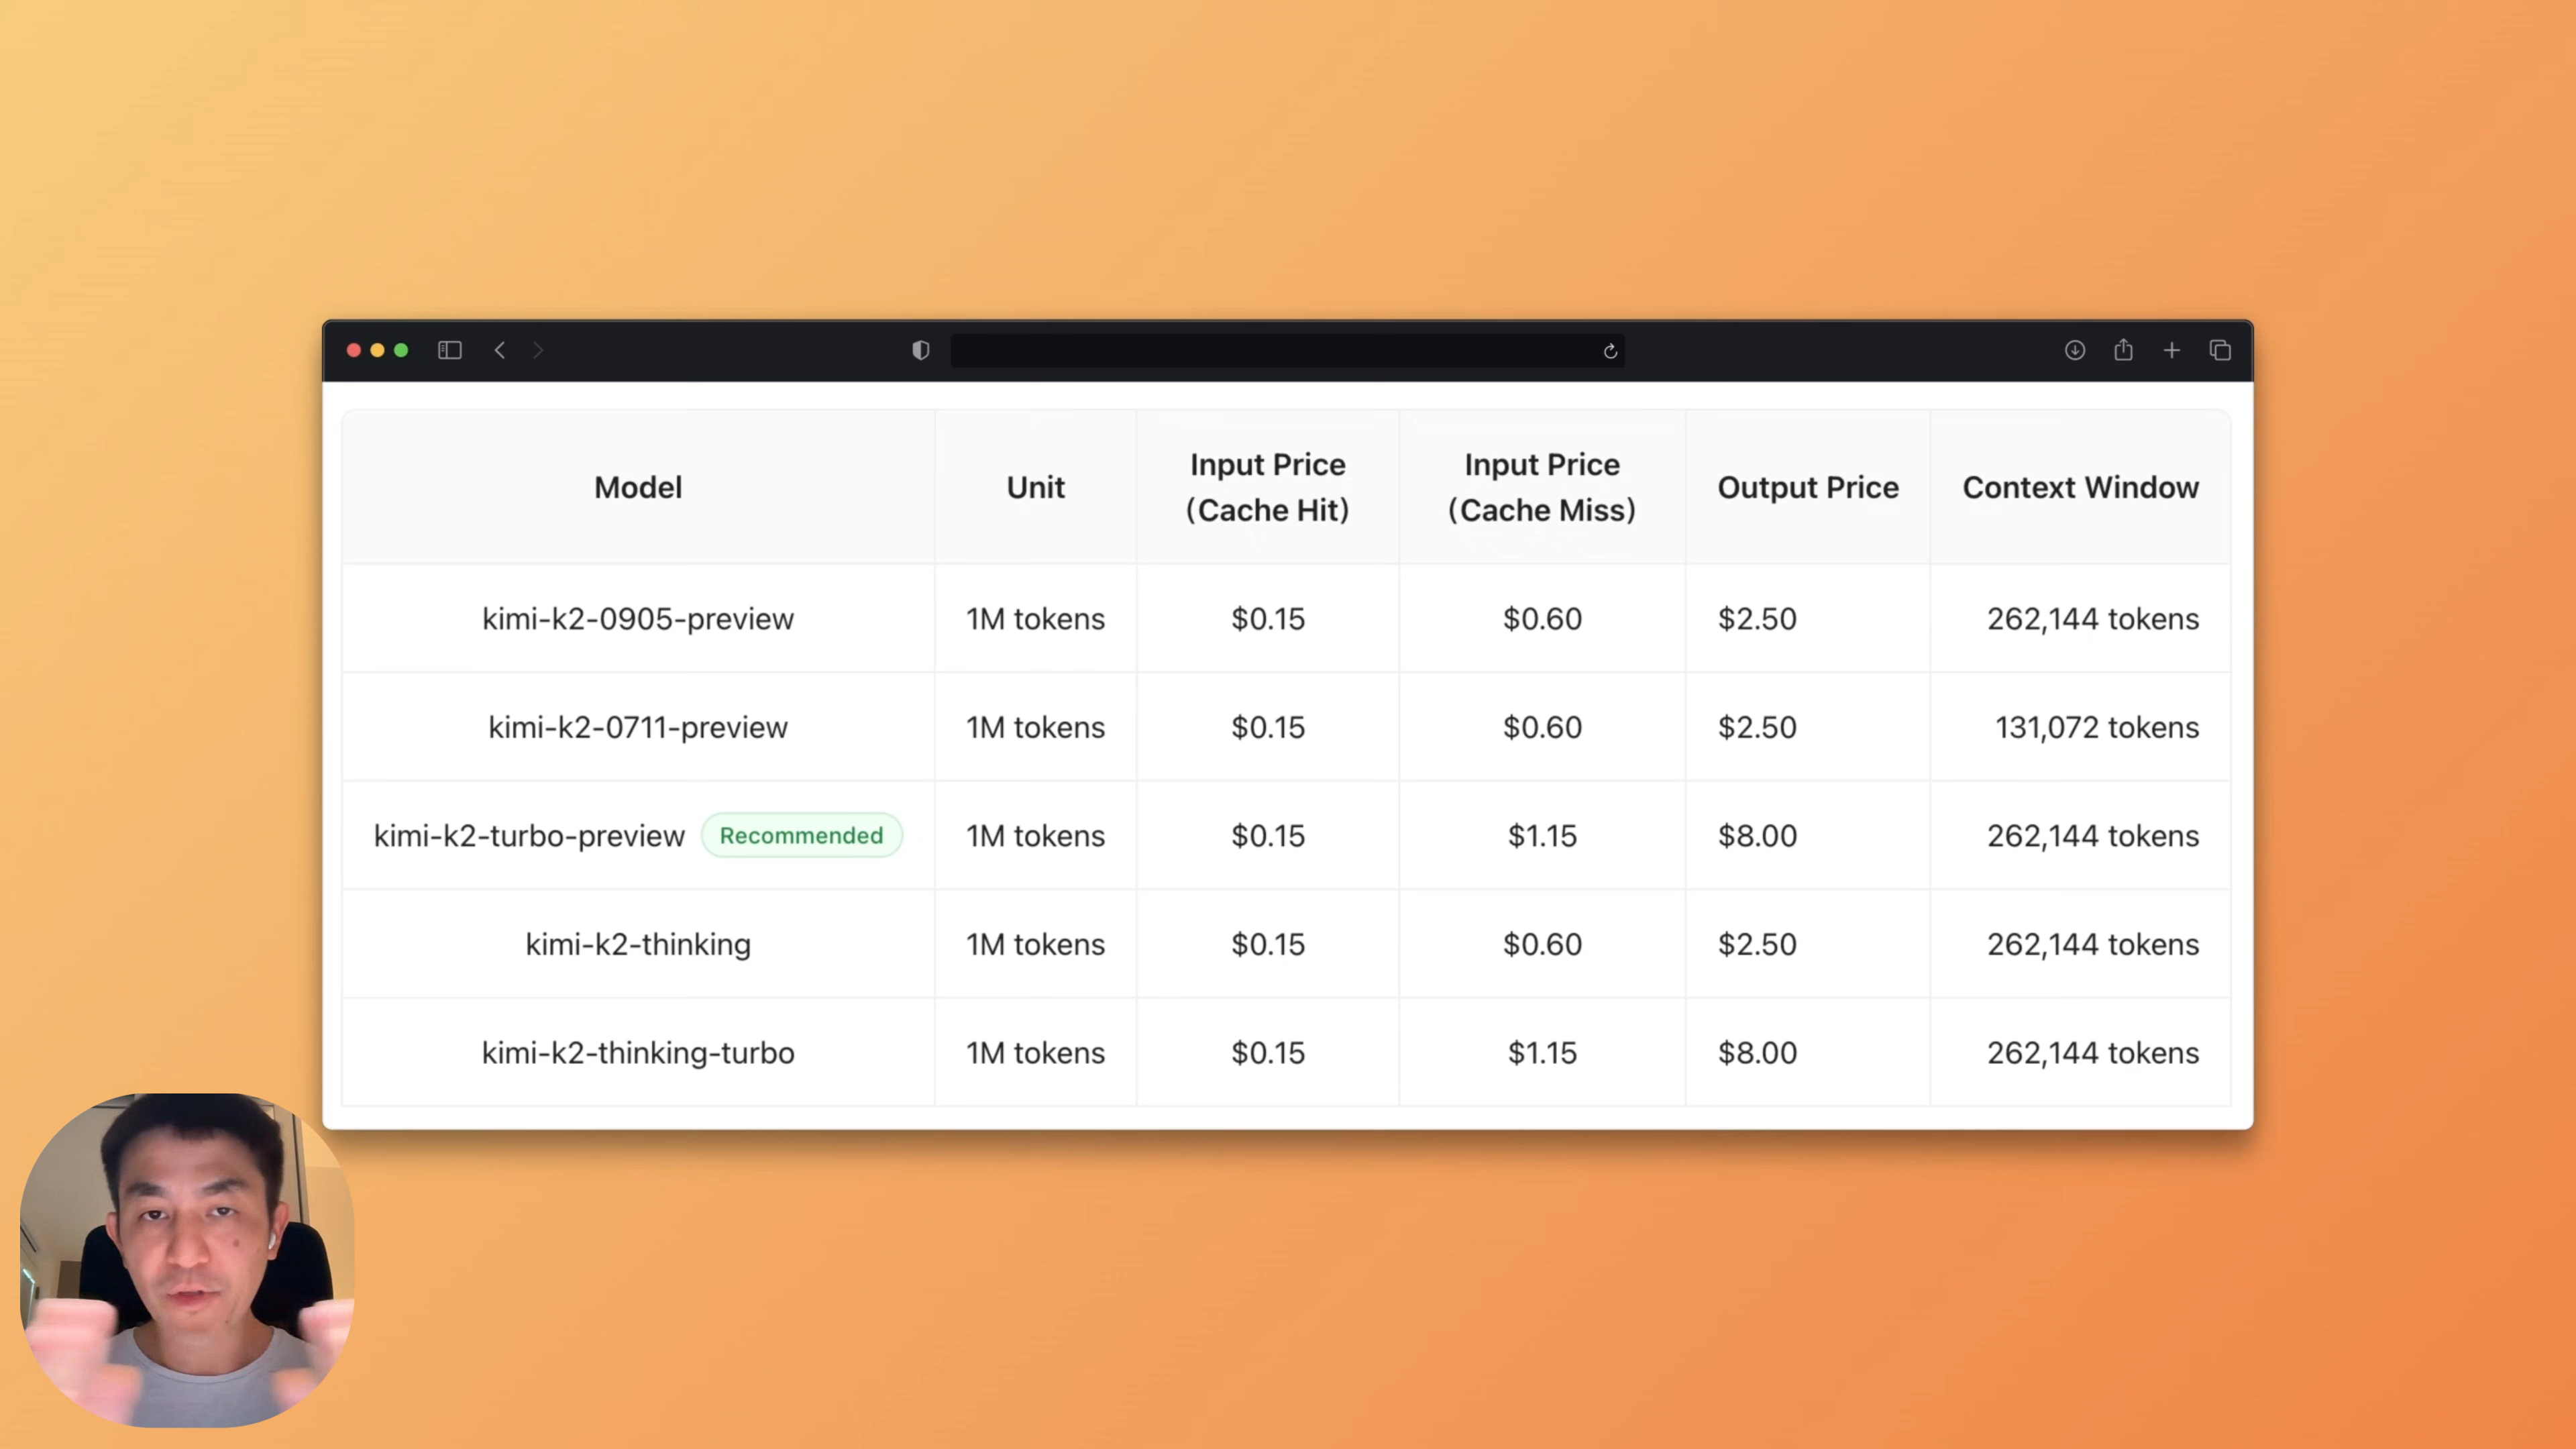 Model Unit Input Price (Cache Hit) Input Price (Cache Miss) Output Price Context Window
kimi-k2-0905-preview 1M tokens $0.15 $0.60 $2.50 262,144 tokens
kimi-k2-0711-preview 1M tokens $0.15 $0.60 $2.50 131,072 tokens
kimi-k2-turbo-preview Recommended 1M tokens $0.15 $1.15 $8.00 262,144 tokens
kimi-k2-thinking 1M tokens $0.15 $0.60 $2.50 262,144 tokens
kimi-k2-thinking-turbo 1M tokens $0.15 $1.15 $8.00 262,144 tokens